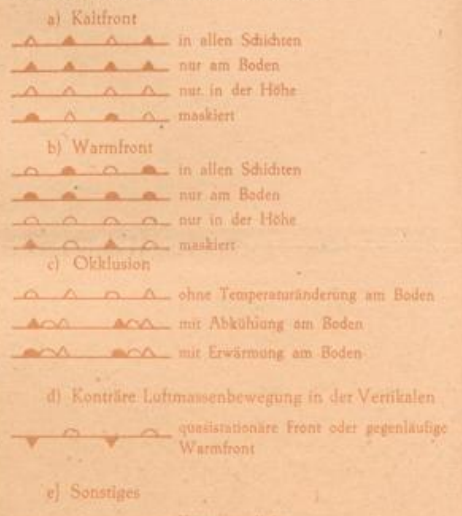 a) Kaltfront
in allen Schichten
nur am Boden
nur in der Höhe
maskiert
b) Warmfront
in allen Schichten
nur am Boden
nur in der Höhe
maskiert
c) Okklusion
ohne Temperaturänderung am Boden
mit Abkühlung am Boden
mit Erwärmung am Boden
d) Konträre Luftmassenbewegung in der Vertikalen
quasistationäre Front oder gegenläufige
Warmfront
e) Sonstiges